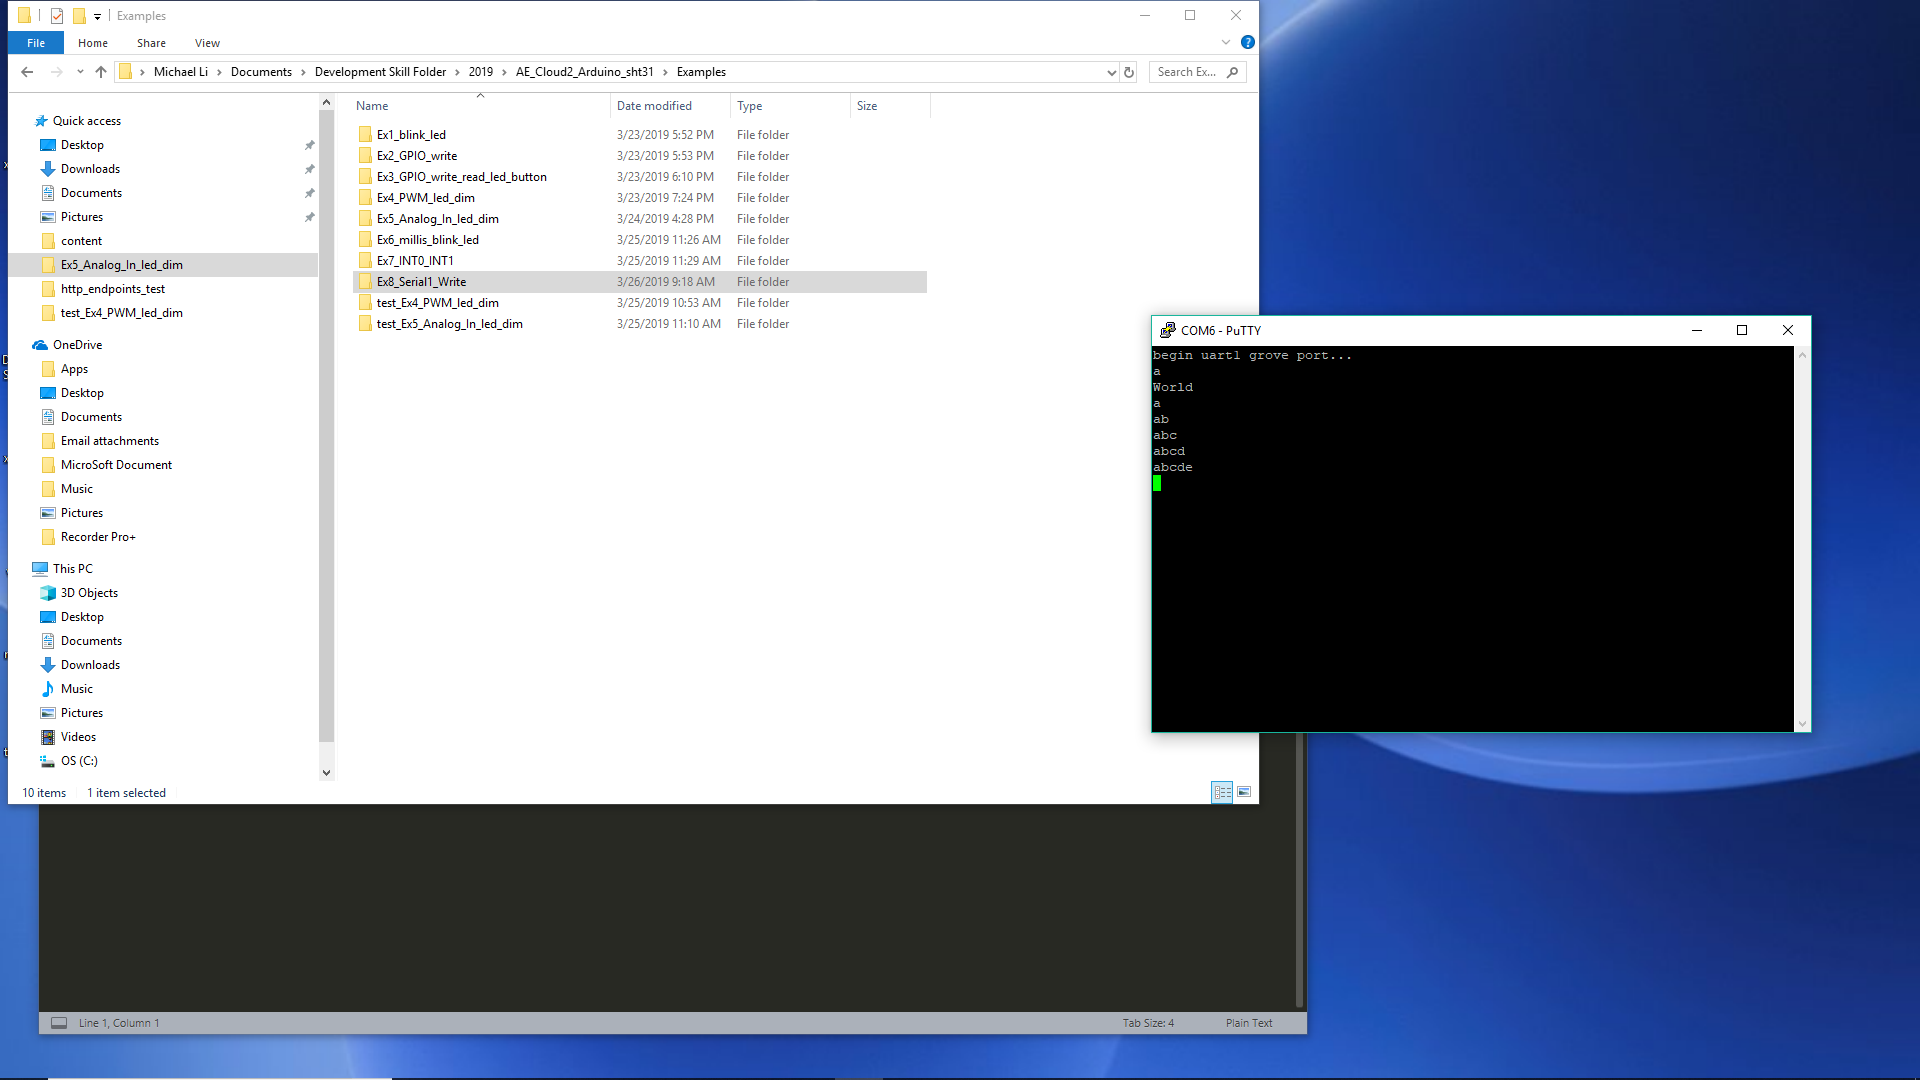 Examples
File Home Share View
Michael Li Documents Development Skill Folder 2019 AE_Cloud2_Arduino_sht31 Examples
Search Ex...
Name Date modified Type Size
Quick access
Desktop
Downloads
Documents
Pictures
content
Ex5_Analog_In_led_dim
http_endpoints_test
test_Ex4_PWM_led_dim
OneDrive
Apps
Desktop
Documents
Email attachments
MicroSoft Document
Music
Pictures
Recorder Pro+
This PC
3D Objects
Desktop
Documents
Downloads
Music
Pictures
Videos
OS (C:)
Ex1_blink_led 3/23/2019 5:52 PM File folder
Ex2_GPIO_write 3/23/2019 5:53 PM File folder
Ex3_GPIO_write_read_led_button 3/23/2019 6:10 PM File folder
Ex4_PWM_led_dim 3/23/2019 7:24 PM File folder
Ex5_Analog_In_led_dim 3/24/2019 4:28 PM File folder
Ex6_millis_blink_led 3/25/2019 11:26 AM File folder
Ex7_INT0_INT1 3/25/2019 11:29 AM File folder
Ex8_Serial1_Write 3/26/2019 9:18 AM File folder
test_Ex4_PWM_led_dim 3/25/2019 10:53 AM File folder
test_Ex5_Analog_In_led_dim 3/25/2019 11:10 AM File folder
10 items 1 item selected
COM6 - PuTTY
begin uart1 grove port...
a
World
a
ab
abc
abcd
abcde
Line 1, Column 1
Tab Size: 4
Plain Text